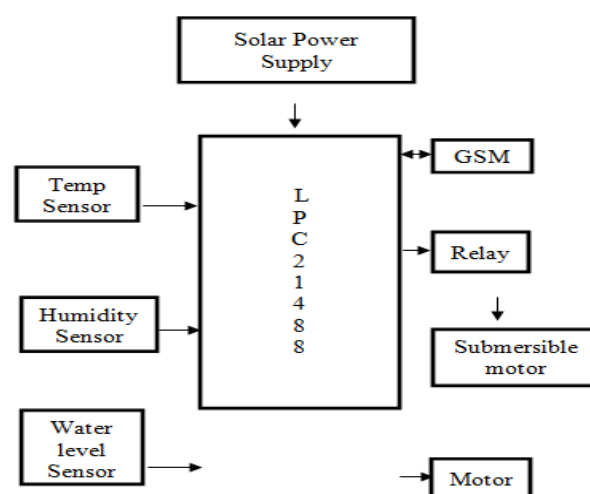 Solar Power
Supply
GSM
Temp
Sensor
L
P
C
2
1
4
8
8
Relay
Humidity
Sensor
Submersible
motor
Water
level
Sensor
Motor